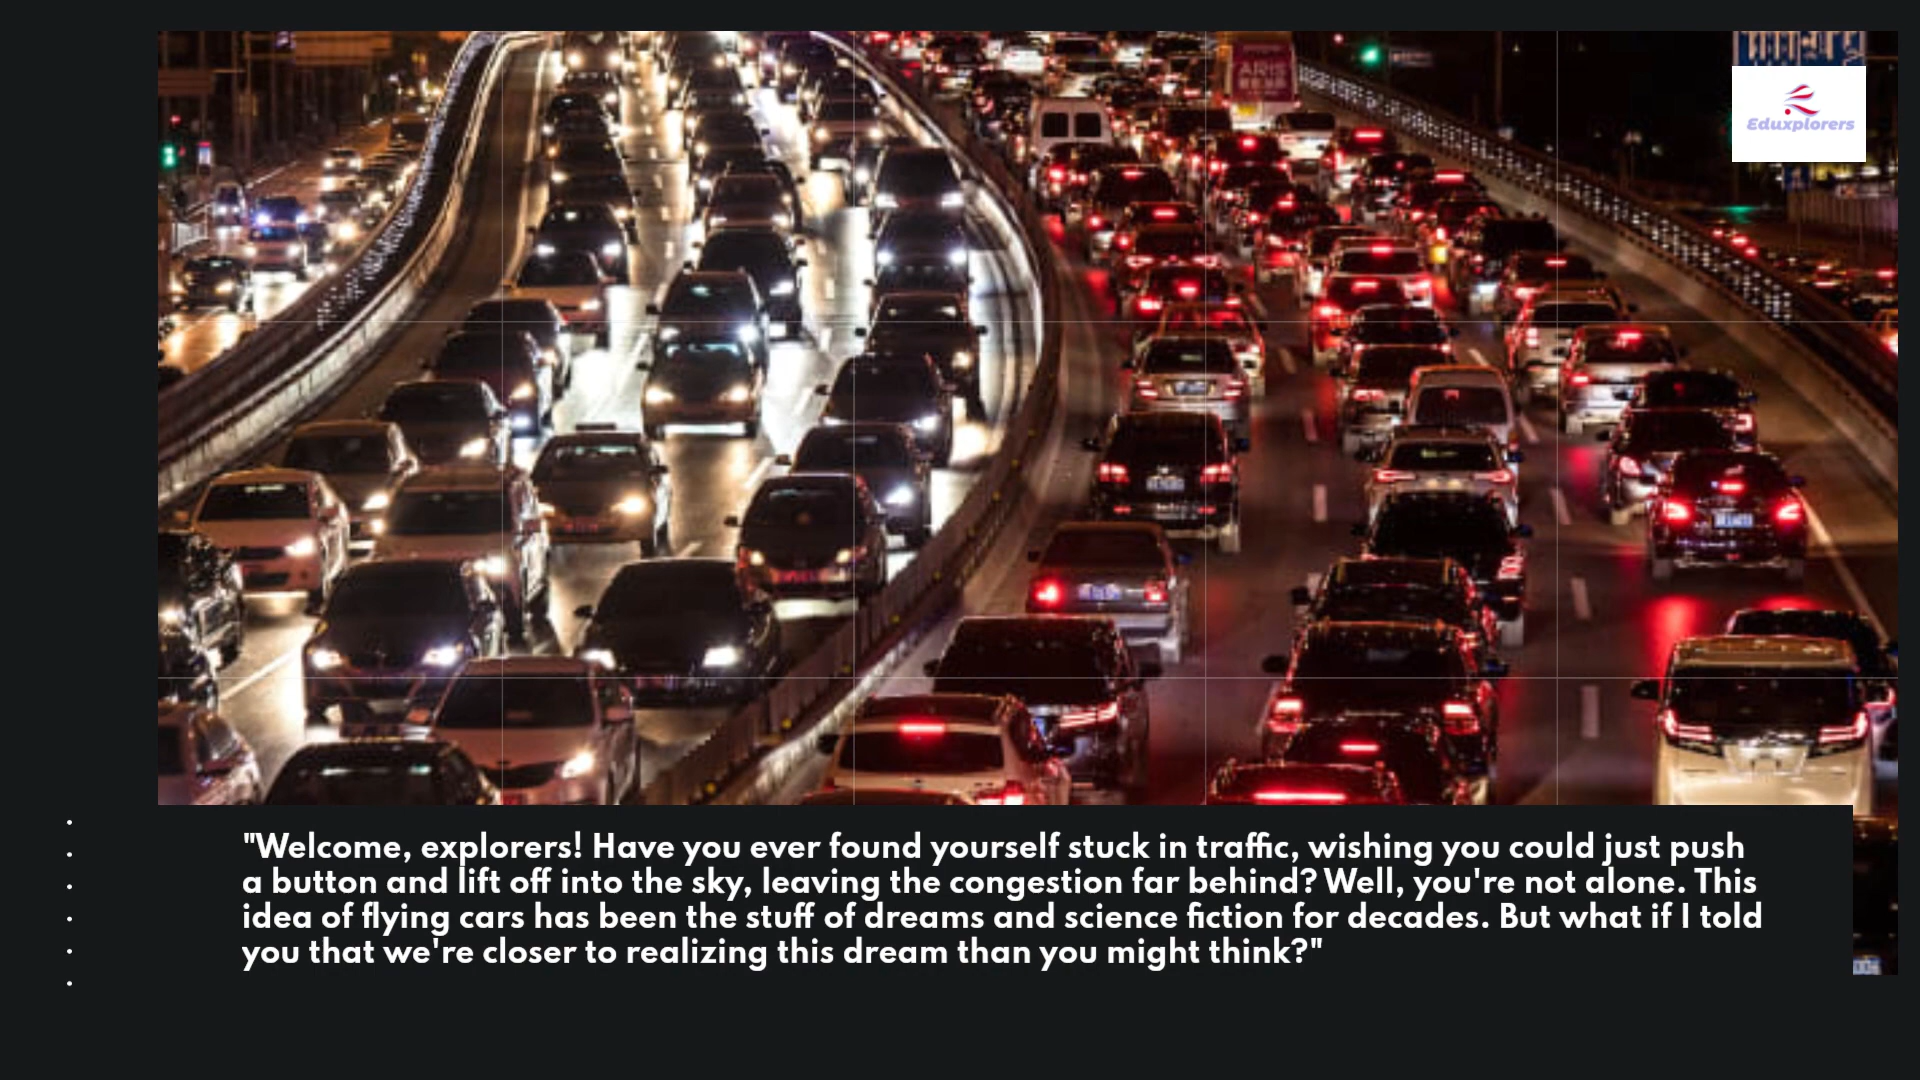 ARIS
Eduxplorers
"Welcome, explorers! Have you ever found yourself stuck in traffic, wishing you could just push
a button and lift off into the sky, leaving the congestion far behind? Well, you're not alone. This
idea of flying cars has been the stuff of dreams and science fiction for decades. But what if I told
you that we're closer to realizing this dream than you might think?"